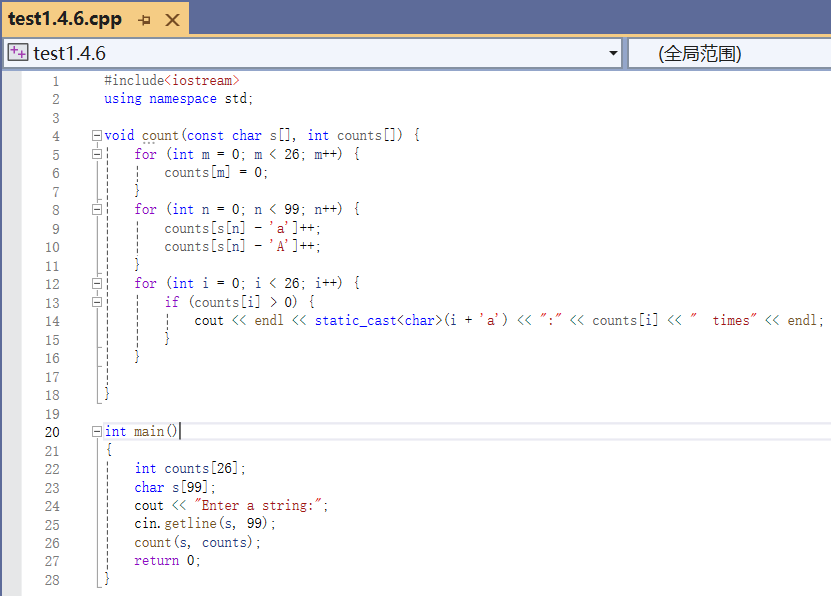 test1.4.6.cpp
test1.4.6 (全局范围)
1 #include<iostream>
2 using namespace std;
3
4 void count(const char s[], int counts[]) {
5 for (int m = 0; m < 26; m++) {
6 counts[m] = 0;
7 }
8 for (int n = 0; n < 99; n++) {
9 counts[s[n] - 'a']++;
10 counts[s[n] - 'A']++;
11 }
12 for (int i = 0; i < 26; i++) {
13 if (counts[i] > 0) {
14 cout << endl << static_cast<char>(i + 'a') << ":" << counts[i] << "  times" << endl;
15 }
16 }
17
18 }
19
20 int main()
21 {
22 int counts[26];
23 char s[99];
24 cout << "Enter a string:";
25 cin.getline(s, 99);
26 count(s, counts);
27 return 0;
28 }